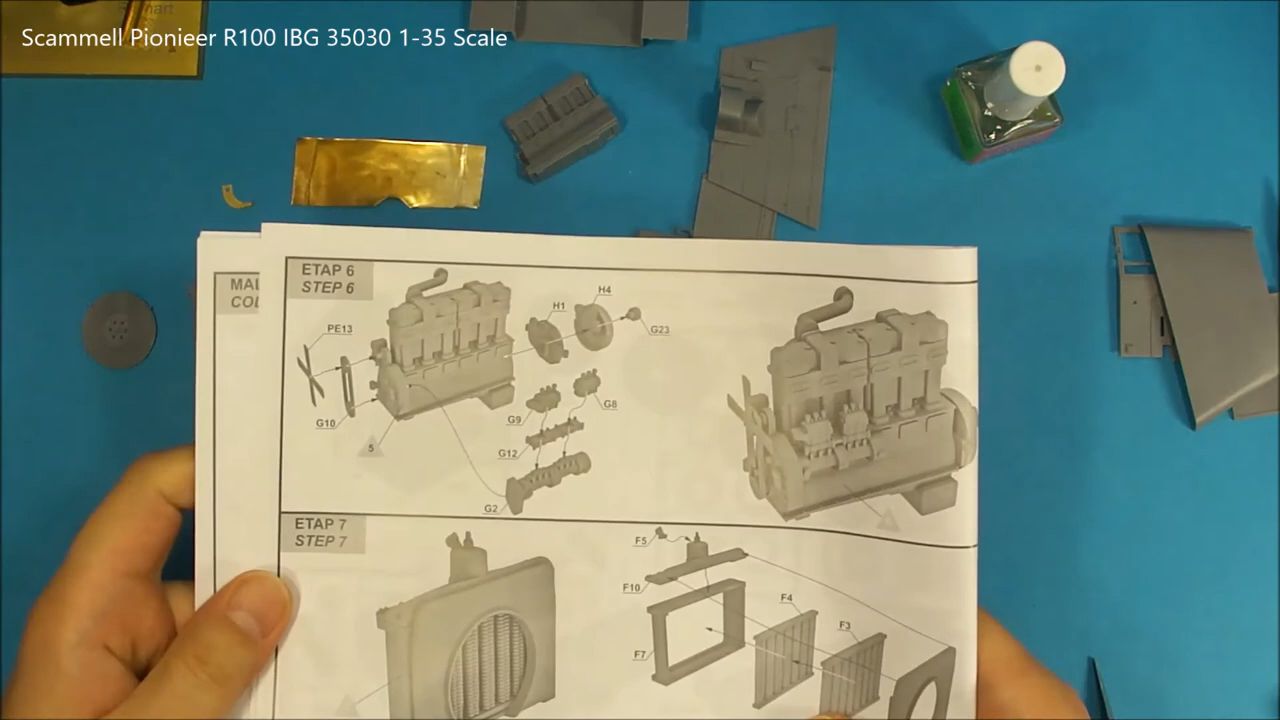 Scammell Pionieer R100 IBG 35030 1-35 Scale
ETAP 6
STEP 6
PE13
H1
H4
G23
G10
5
G9
G8
G12
G2
ETAP 7
STEP 7
F5
F10
F4
F3
F7